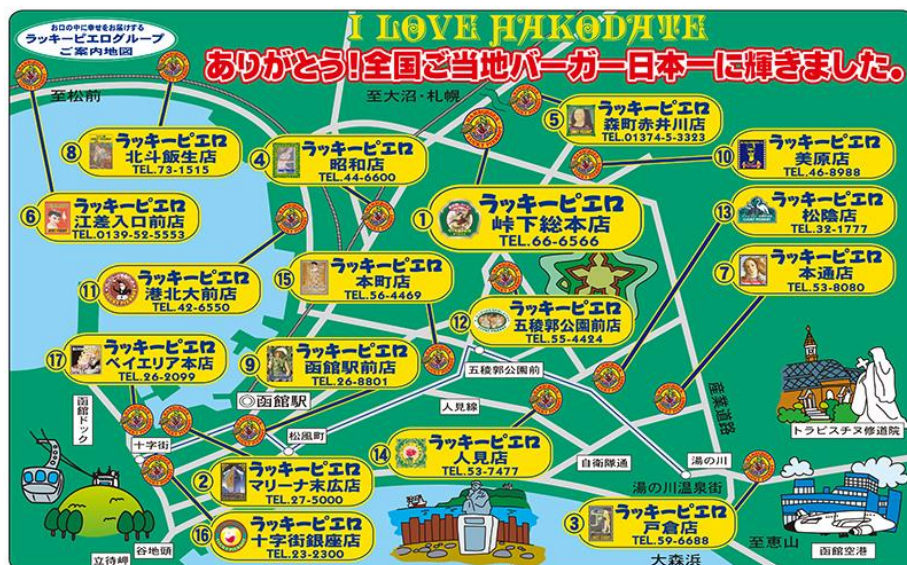 I LOVE HAKODATE
お口の中に幸せをお届けする
ラッキーピエログループ
ご案内地図
ありがとう!全国ご当地バーガー日本一に輝きました。
至松前
至大沼・札幌
⑤
ラッキーピエロ
森町赤井川店
TEL.01374-5-3323
⑧
ラッキーピエロ
北斗飯生店
TEL.73-1515
④
ラッキーピエロ
昭和店
TEL.44-6600
⑩
ラッキーピエロ
美原店
TEL.46-8988
⑥
ラッキーピエロ
江差入口前店
TEL.0139-52-5553
①
ラッキーピエロ
峠下総本店
TEL.66-6566
⑬
ラッキーピエロ
松陰店
TEL.32-1777
⑦
ラッキーピエロ
本通店
TEL.53-8080
⑪
ラッキーピエロ
港北大前店
TEL.42-6550
⑮
ラッキーピエロ
本町店
TEL.56-4469
⑫
ラッキーピエロ
五稜郭公園前店
TEL.55-4424
⑰
ラッキーピエロ
ベイエリア本店
TEL.26-2099
⑨
ラッキーピエロ
函館駅前店
TEL.26-8801
五稜郭公園前
函館ドック
函館駅
人見線
産業道路
トラピスチヌ修道院
十字街
松風町
⑭
ラッキーピエロ
人見店
TEL.53-7477
自衛隊通
湯の川
湯の川温泉街
②
ラッキーピエロ
マリーナ末広店
TEL.27-5000
⑯
ラッキーピエロ
十字街銀座店
TEL.23-2300
③
ラッキーピエロ
戸倉店
TEL.59-6688
至恵山
函館空港
谷地頭
立待岬
大森浜